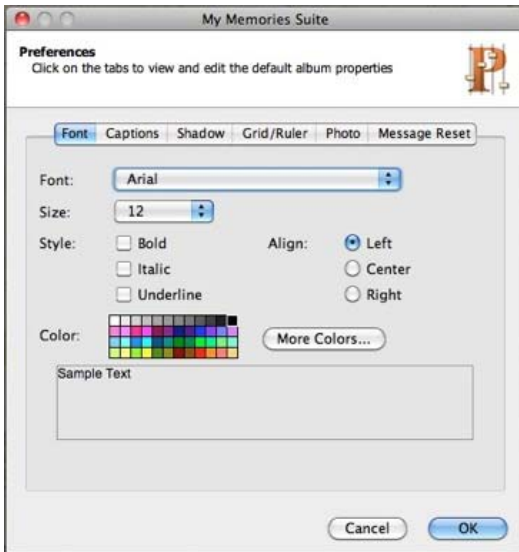 My Memories Suite
Preferences
Click on the tabs to view and edit the default album properties
P
Font Captions Shadow Grid/Ruler Photo Message Reset
Font: Arial
Size: 12
Style: Bold Align: Left
Italic Center
Underline Right
Color: More Colors...
Sample Text
Cancel OK